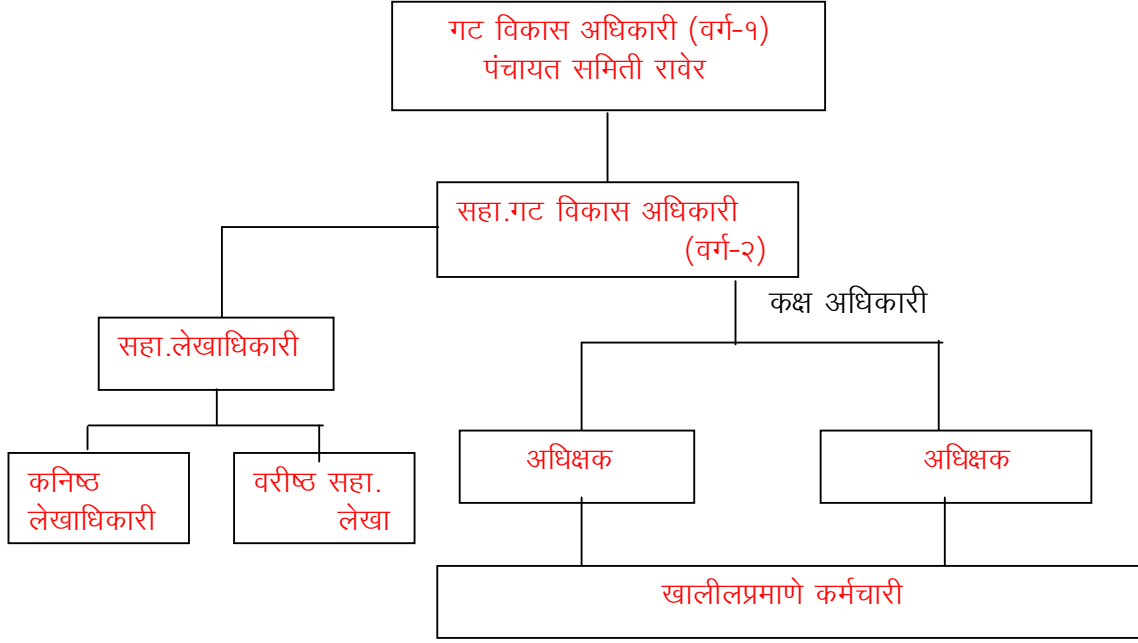 गट विकास अधिकारी (वर्ग-१)
पंचायत समिती रावेर
सहा.गट विकास अधिकारी
(वर्ग-२)
कक्ष अधिकारी
सहा.लेखाधिकारी
कनिष्ठ
लेखाधिकारी
वरीष्ठ सहा.
लेखा
अधिक्षक
अधिक्षक
खालीलप्रमाणे कर्मचारी